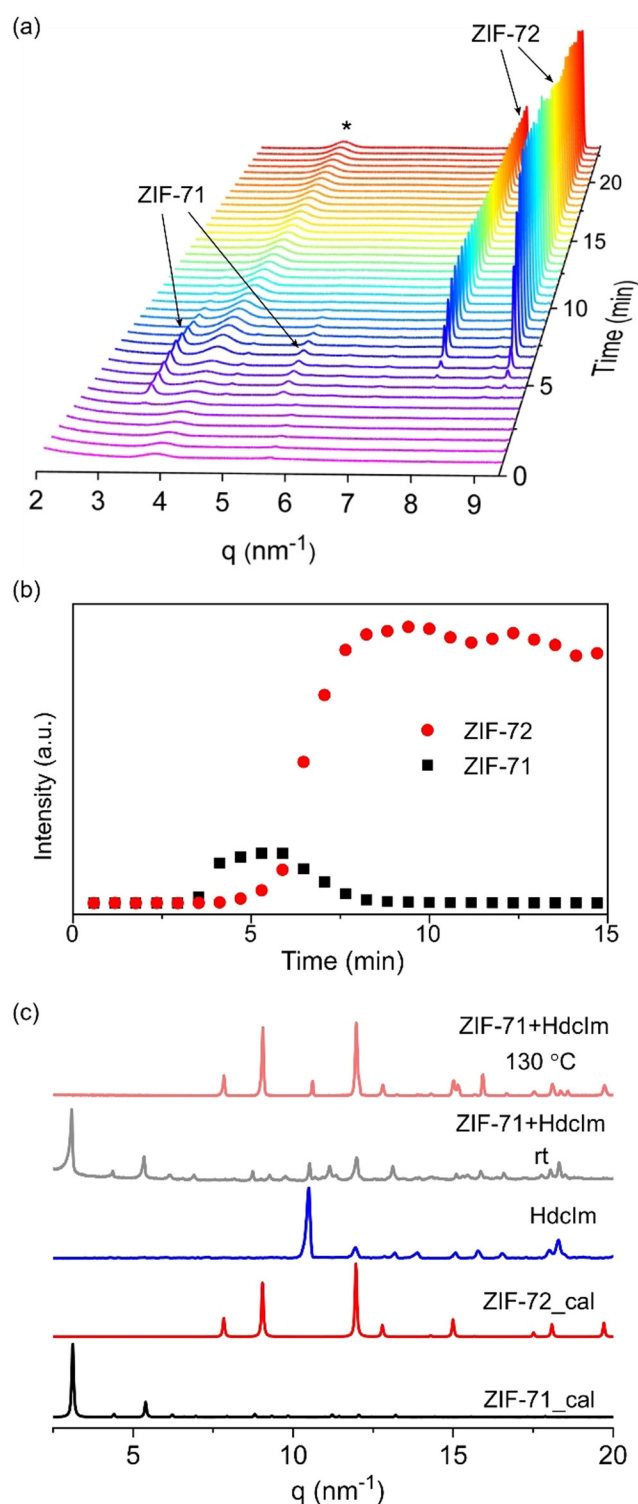 (a)
ZIF-72
*
ZIF-71
20
15
10
5
0
Time (min)
2 3 4 5 6 7 8 9
q (nm⁻¹)
(b)
Intensity (a.u.)
ZIF-72
ZIF-71
0 5 10 15
Time (min)
(c)
ZIF-71+HdcIm
130 °C
ZIF-71+HdcIm
rt
HdcIm
ZIF-72_cal
ZIF-71_cal
5 10 15 20
q (nm⁻¹)